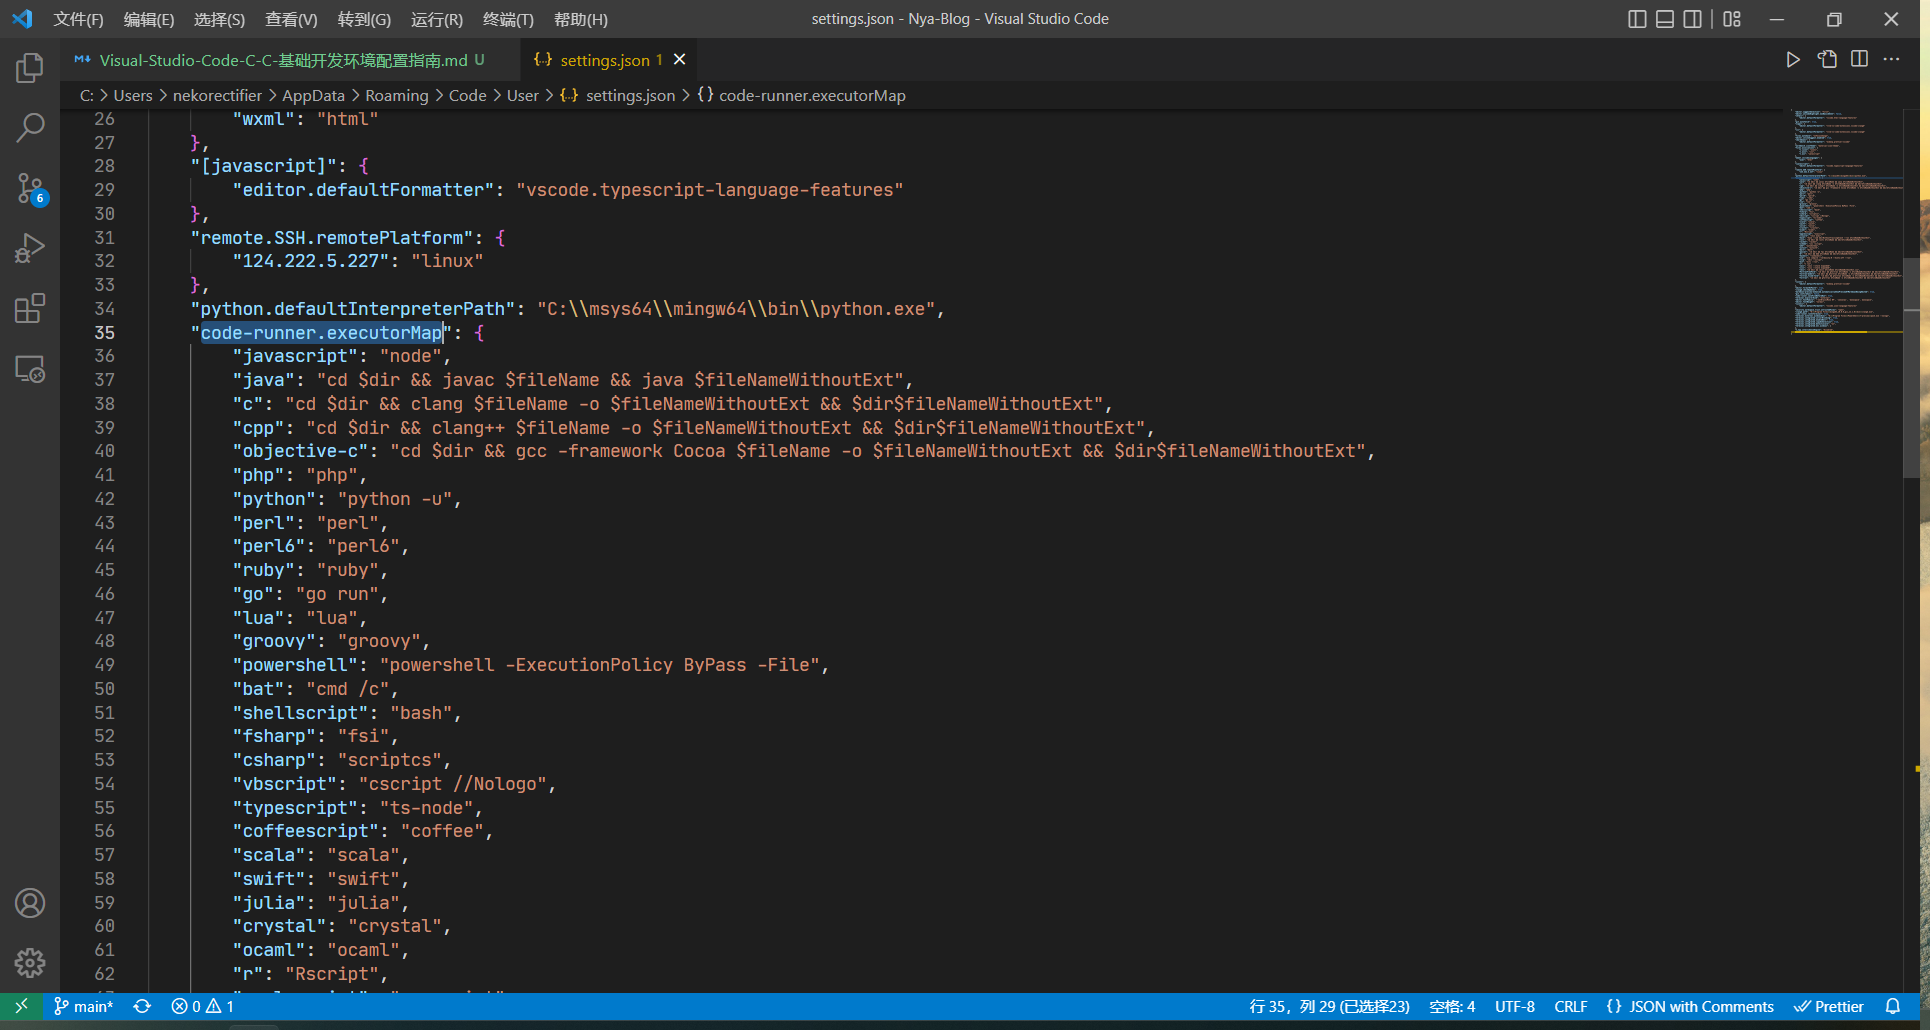 文件(F) 编辑(E) 选择(S) 查看(V) 转到(G) 运行(R) 终端(T) 帮助(H) settings.json - Nya-Blog - Visual Studio Code
Visual-Studio-Code-C-C-基础开发环境配置指南.md U settings.json 1
C: > Users > nekorectifier > AppData > Roaming > Code > User > {..} settings.json > {} code-runner.executorMap
26 "wxml": "html"
27 },
28 "[javascript]": {
29 "editor.defaultFormatter": "vscode.typescript-language-features"
30 },
31 "remote.SSH.remotePlatform": {
32 "124.222.5.227": "linux"
33 },
34 "python.defaultInterpreterPath": "C:\\msys64\\mingw64\\bin\\python.exe",
35 "code-runner.executorMap": {
36 "javascript": "node",
37 "java": "cd $dir && javac $fileName && java $fileNameWithoutExt",
38 "c": "cd $dir && clang $fileName -o $fileNameWithoutExt && $dir$fileNameWithoutExt",
39 "cpp": "cd $dir && clang++ $fileName -o $fileNameWithoutExt && $dir$fileNameWithoutExt",
40 "objective-c": "cd $dir && gcc -framework Cocoa $fileName -o $fileNameWithoutExt && $dir$fileNameWithoutExt",
41 "php": "php",
42 "python": "python -u",
43 "perl": "perl",
44 "perl6": "perl6",
45 "ruby": "ruby",
46 "go": "go run",
47 "lua": "lua",
48 "groovy": "groovy",
49 "powershell": "powershell -ExecutionPolicy ByPass -File",
50 "bat": "cmd /c",
51 "shellscript": "bash",
52 "fsharp": "fsi",
53 "csharp": "scriptcs",
54 "vbscript": "cscript //Nologo",
55 "typescript": "ts-node",
56 "coffeescript": "coffee",
57 "scala": "scala",
58 "swift": "swift",
59 "julia": "julia",
60 "crystal": "crystal",
61 "ocaml": "ocaml",
62 "r": "Rscript",
6
main* 0 1 行 35，列 29 (已选择23) 空格: 4 UTF-8 CRLF {} JSON with Comments Prettier